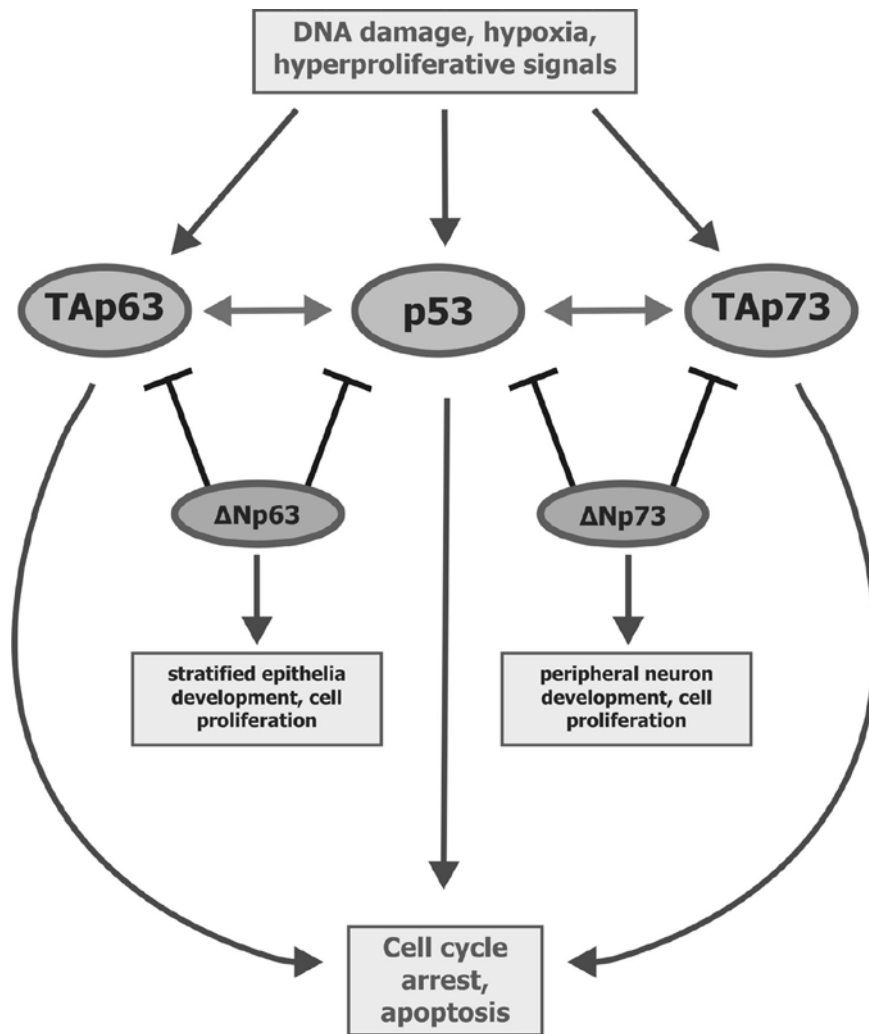 DNA damage, hypoxia,
hyperproliferative signals
TAp63
p53
TAp73
ΔNp63
ΔNp73
stratified epithelia
development, cell
proliferation
peripheral neuron
development, cell
proliferation
Cell cycle
arrest,
apoptosis